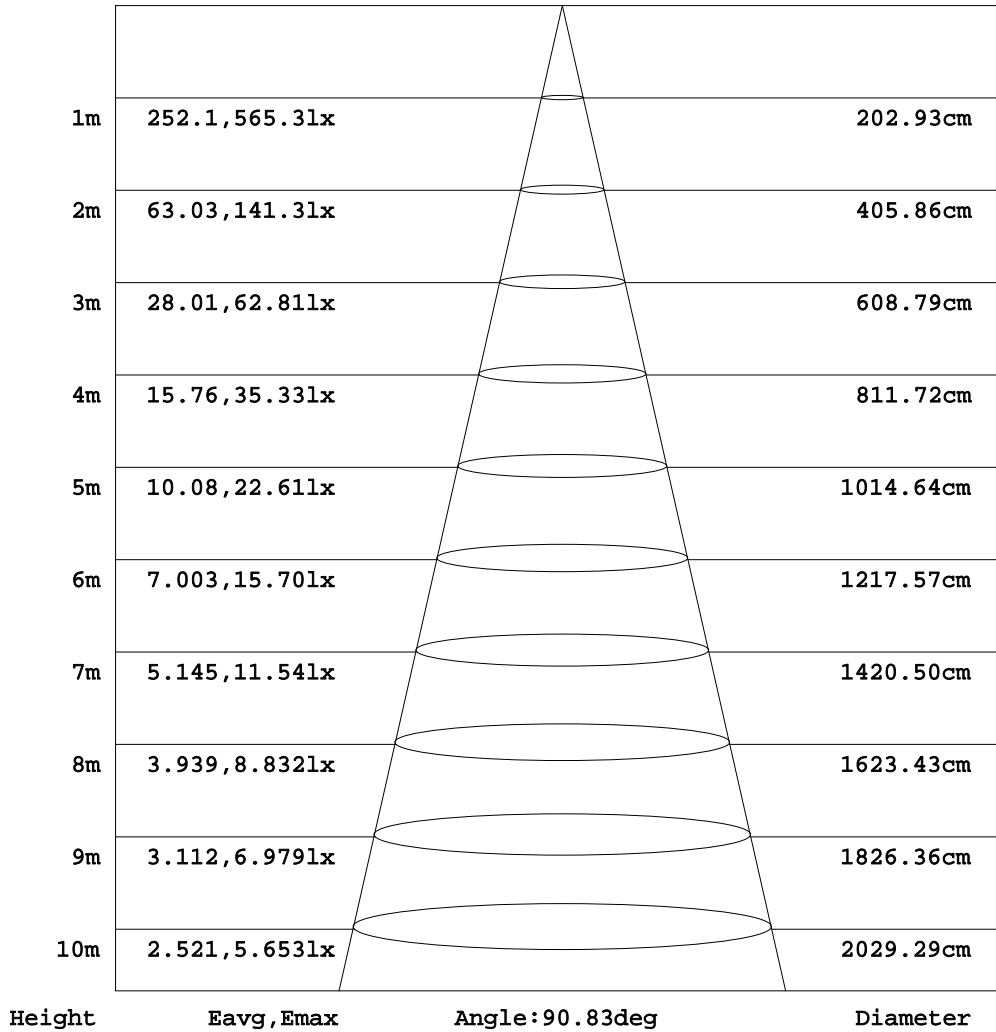 1m 252.1,565.3lx 202.93cm
2m 63.03,141.3lx 405.86cm
3m 28.01,62.81lx 608.79cm
4m 15.76,35.33lx 811.72cm
5m 10.08,22.61lx 1014.64cm
6m 7.003,15.70lx 1217.57cm
7m 5.145,11.54lx 1420.50cm
8m 3.939,8.832lx 1623.43cm
9m 3.112,6.979lx 1826.36cm
10m 2.521,5.653lx 2029.29cm
Height Eavg,Emax Angle:90.83deg Diameter